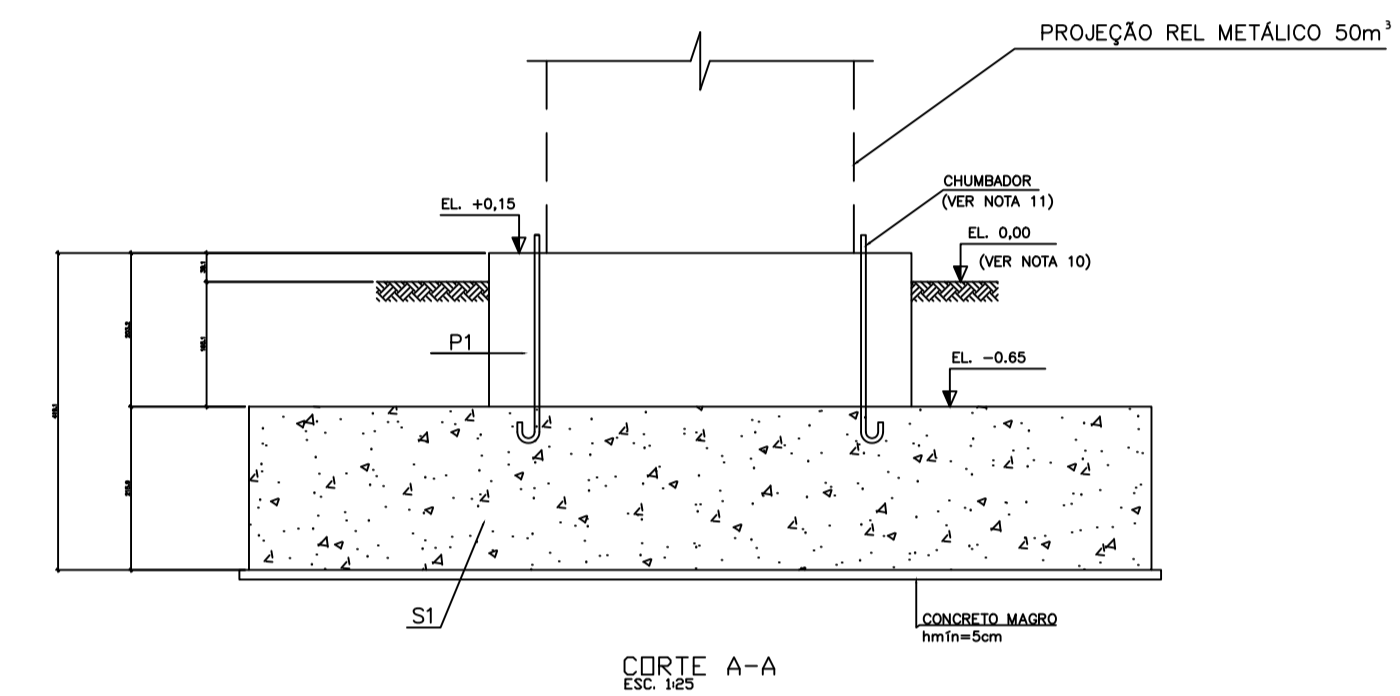 PROJEÇÃO REL METÁLICO 50m³
CHUMBADOR
(VER NOTA 11)
EL. +0,15
EL. 0,00
(VER NOTA 10)
P1
EL. -0.65
S1
CONCRETO MAGRO
hmín=5cm
CORTE A-A
ESC. 1:25